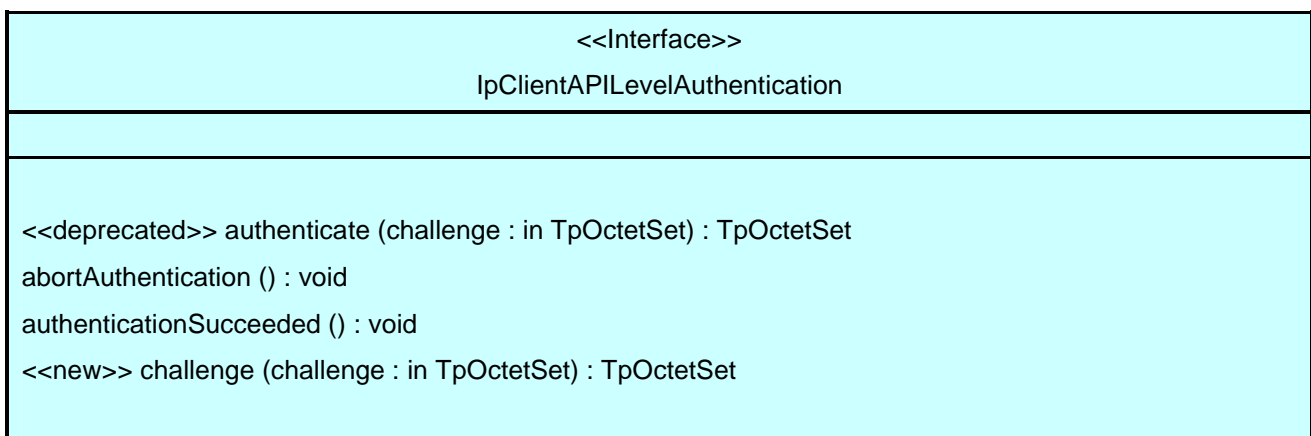 <<Interface>>
IpClientAPILevelAuthentication
<<deprecated>> authenticate (challenge : in TpOctetSet) : TpOctetSet
abortAuthentication () : void
authenticationSucceeded () : void
<<new>> challenge (challenge : in TpOctetSet) : TpOctetSet